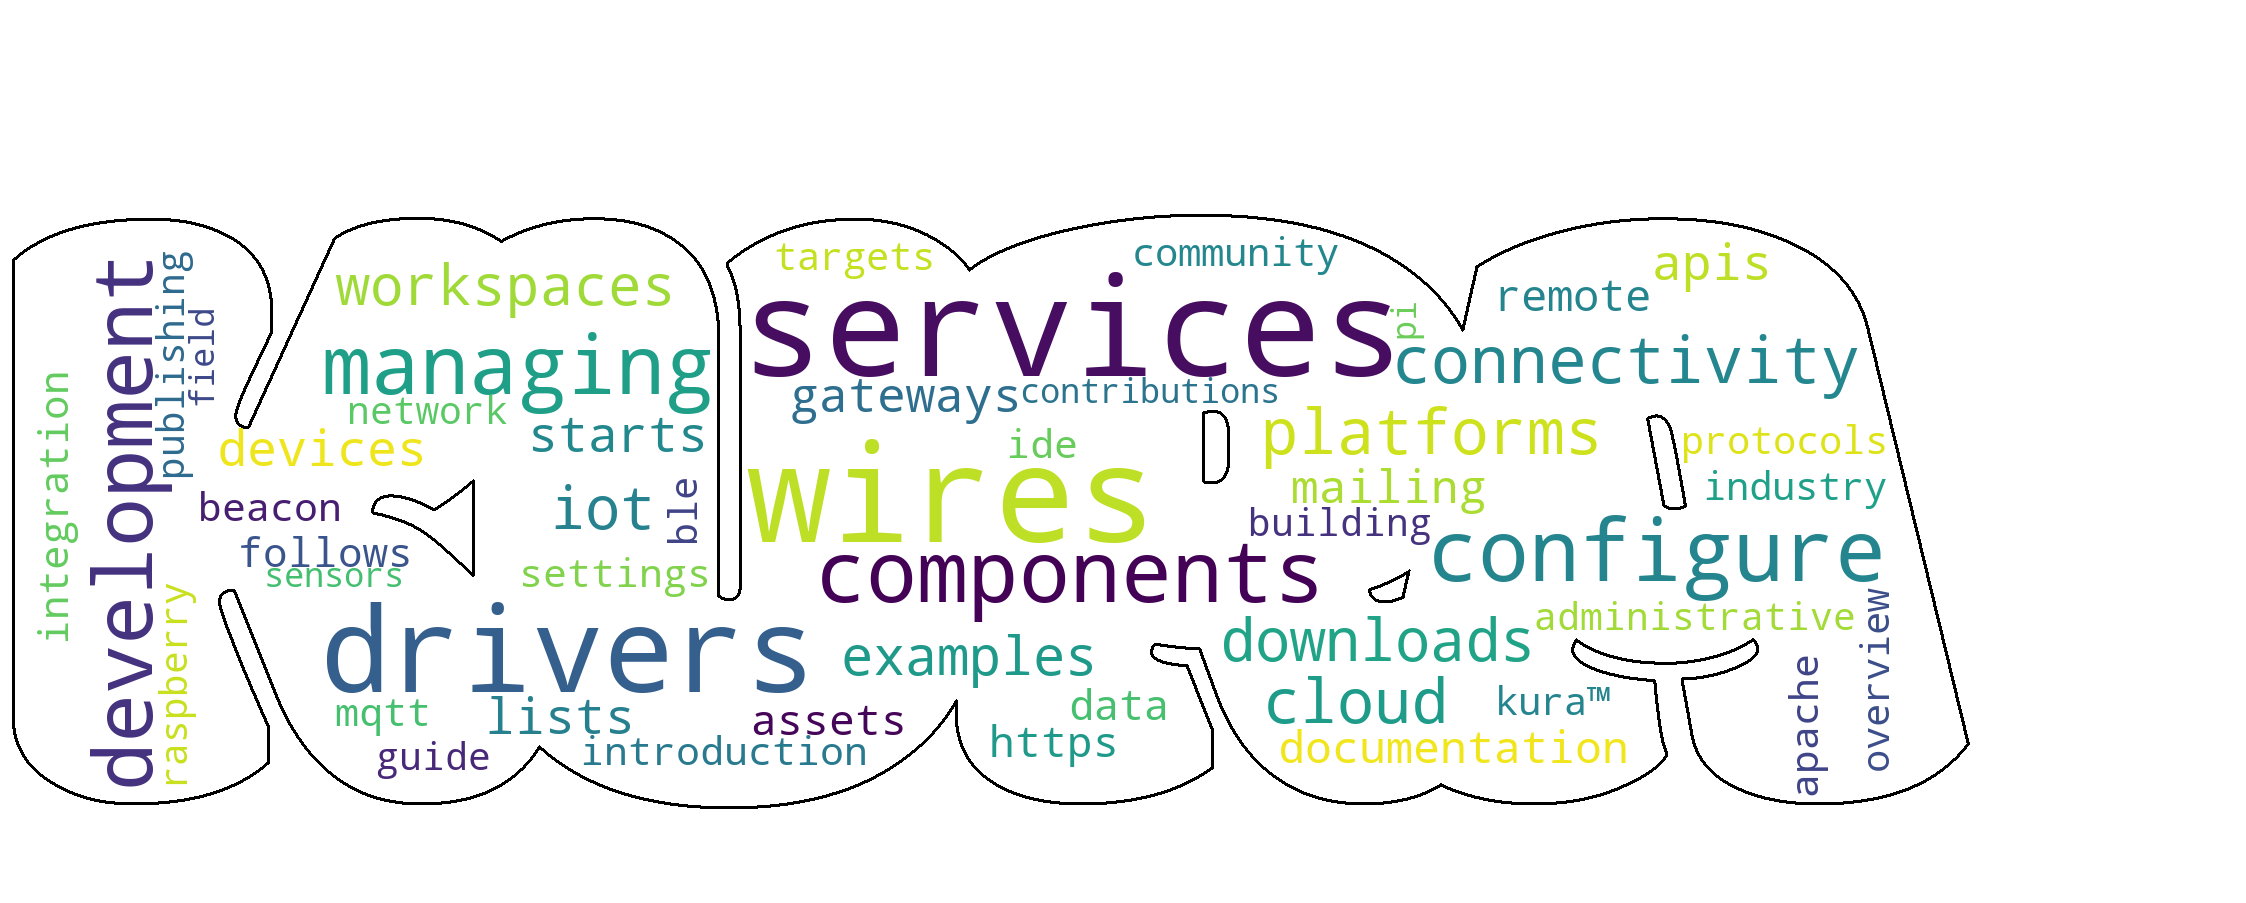 integration
development
publishing
field
raspberry
workspaces
managing
network
devices
starts
beacon
follows
sensors
iot
ble
settings
drivers
mqtt
lists
guide
introduction
assets
targets
community
services
pi
gateways
contributions
ide
wires
components
examples
data
https
apis
remote
connectivity
platforms
protocols
mailing
industry
building
configure
administrative
downloads
cloud
kura™
documentation
apache
overview